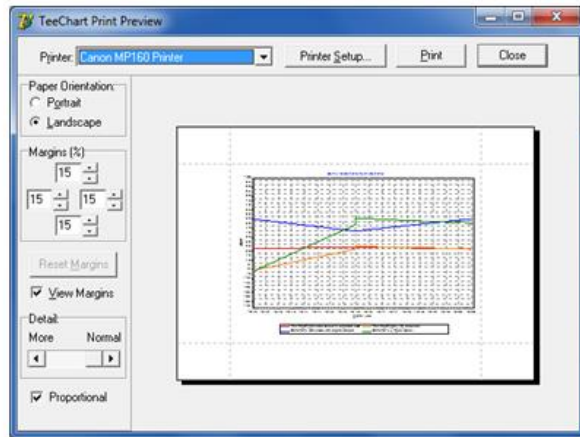 TeeChart Print Preview
Printer: Canon MP160 Printer Printer Setup... Print Close
Paper Orientation:
Portrait
Landscape
Margins (%)
15
15 15
15
Reset Margins
View Margins
Detail:
More Normal
Proportional